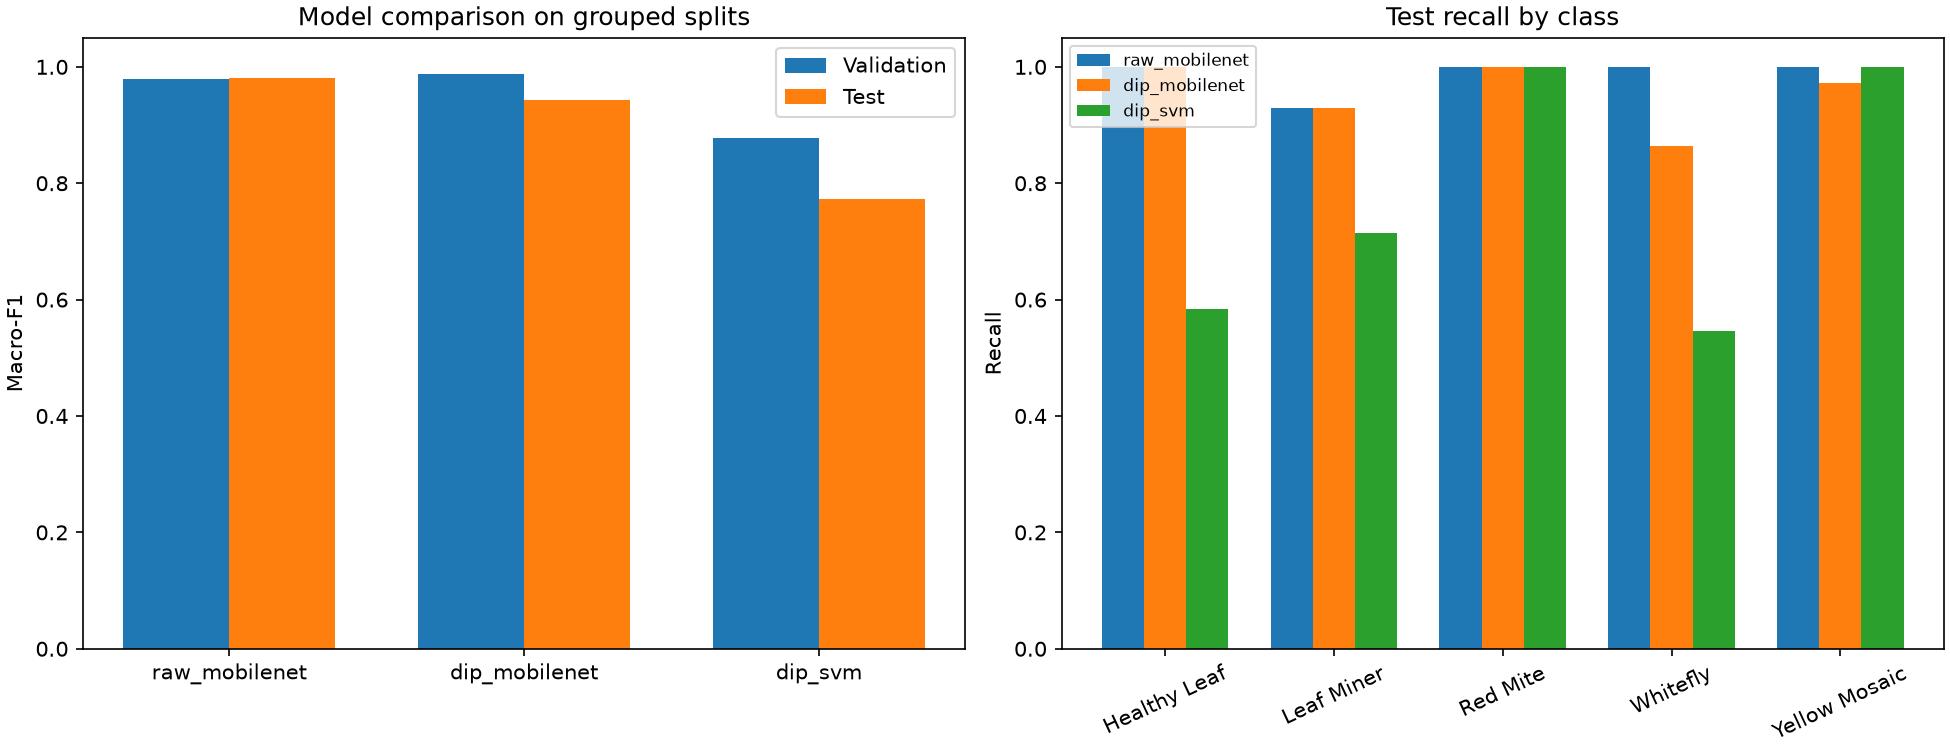 Model comparison on grouped splits
Macro-F1
1.0
0.8
0.6
0.4
0.2
0.0
Validation
Test
raw_mobilenet
dip_mobilenet
dip_svm
Test recall by class
Recall
1.0
0.8
0.6
0.4
0.2
0.0
raw_mobilenet
dip_mobilenet
dip_svm
Healthy Leaf
Leaf Miner
Red Mite
Whitefly
Yellow Mosaic